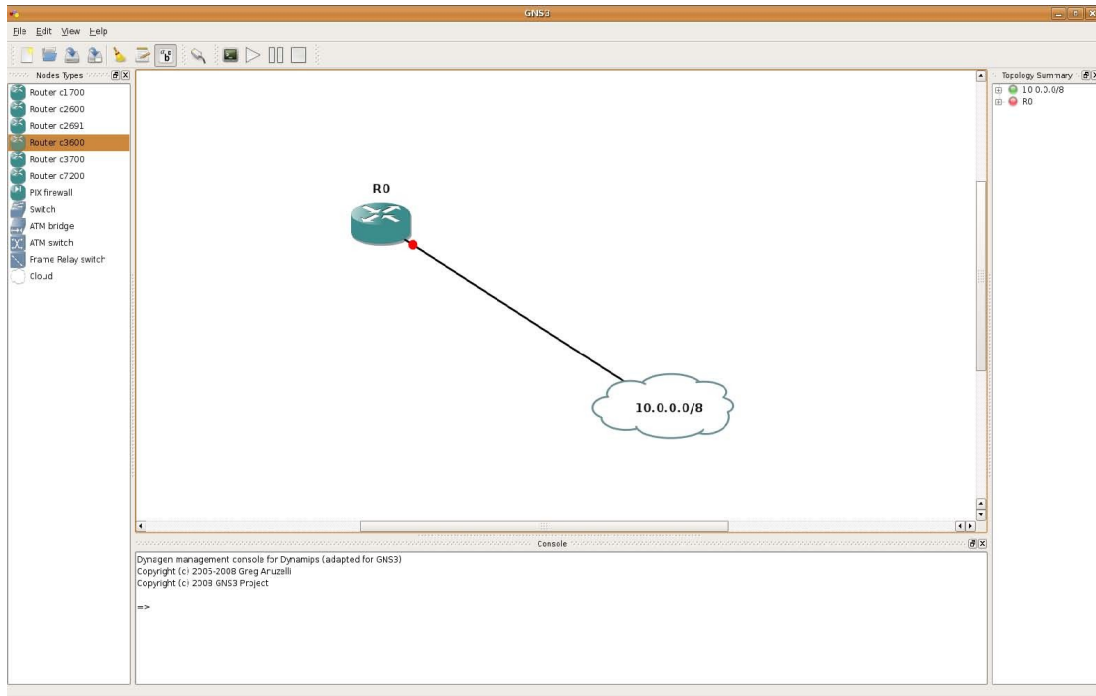 GNS3
File Edit View Help
Nodes Types
Router c1700
Router c2600
Router c2691
Router c3600
Router c3700
Router c7200
PIX firewall
Switch
ATM bridge
ATM switch
Frame Relay switch
Cloud
R0
10.0.0.0/8
Topology Summary
10.0.0.0/8
R0
Console
Dynagen management console for Dynamips (adapted for GNS3)
Copyright (c) 2005-2008 Greg Anuzelli
Copyright (c) 2008 GNS3 Project
=>